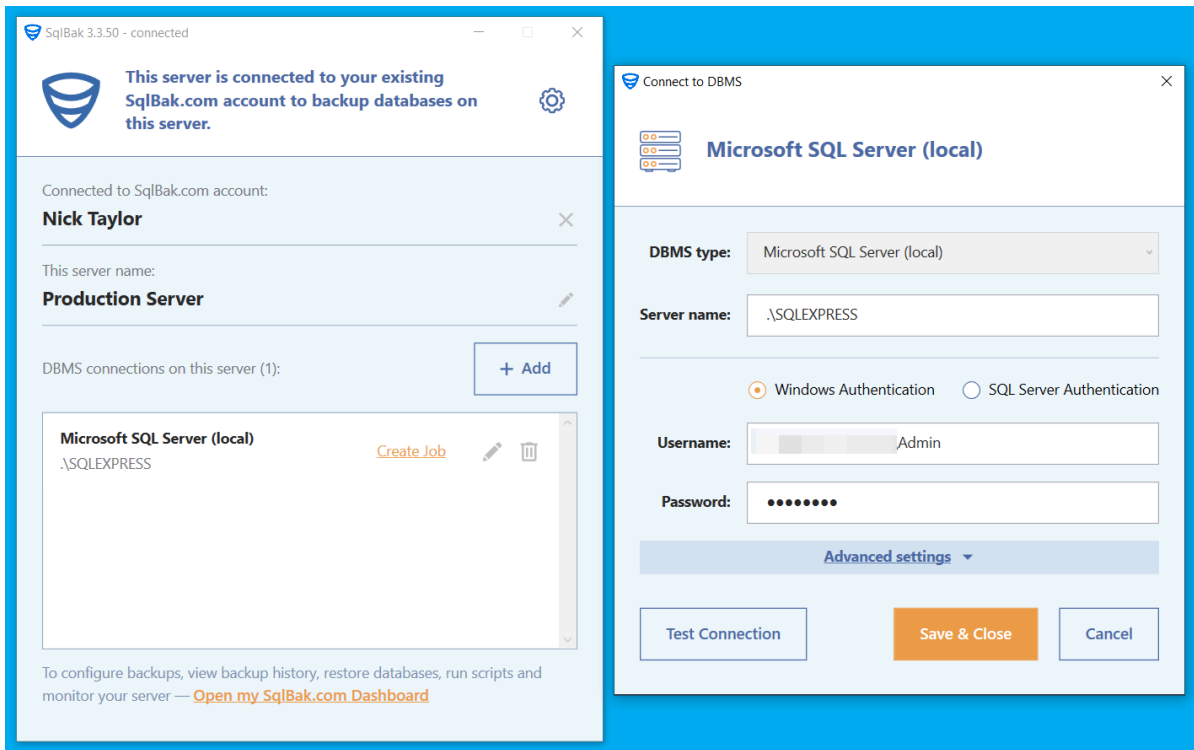 SqlBak 3.3.50 - connected
This server is connected to your existing
SqlBak.com account to backup databases on
this server.
Connected to SqlBak.com account:
Nick Taylor
This server name:
Production Server
DBMS connections on this server (1):
+ Add
Microsoft SQL Server (local)
Create Job
.\SQLEXPRESS
To configure backups, view backup history, restore databases, run scripts and
monitor your server — Open my SqlBak.com Dashboard
Connect to DBMS
Microsoft SQL Server (local)
DBMS type: Microsoft SQL Server (local)
Server name: .\SQLEXPRESS
Windows Authentication SQL Server Authentication
Username: Admin
Password: ●●●●●●●●
Advanced settings
Test Connection Save & Close Cancel